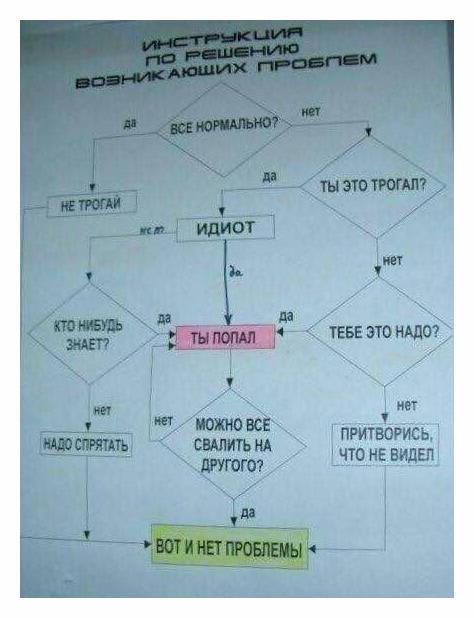 ИНСТРУКЦИЯ
ПО РЕШЕНИЮ
ВОЗНИКАЮЩИХ ПРОБЛЕМ
да
ВСЕ НОРМАЛЬНО?
нет
НЕ ТРОГАЙ
да
ТЫ ЭТО ТРОГАЛ?
ИДИОТ
да
нет
КТО НИБУДЬ
ЗНАЕТ?
да
ТЫ ПОПАЛ
да
ТЕБЕ ЭТО НАДО?
нет
НАДО СПРЯТАТЬ
нет
МОЖНО ВСЕ
СВАЛИТЬ НА
ДРУГОГО?
нет
ПРИТВОРИСЬ,
ЧТО НЕ ВИДЕЛ
да
ВОТ И НЕТ ПРОБЛЕМЫ